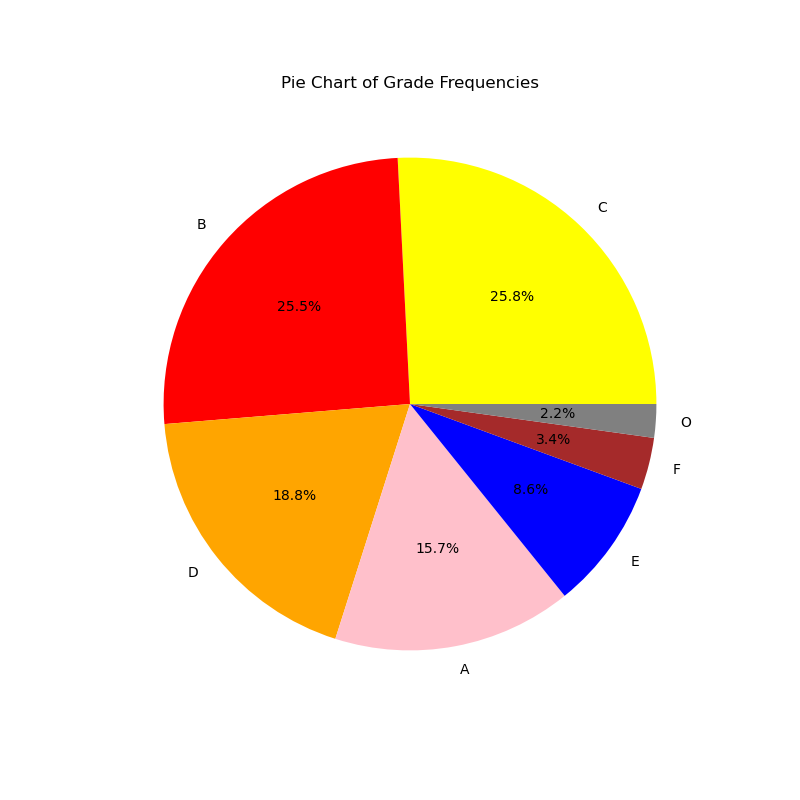 Pie Chart of Grade Frequencies
C
B
25.8%
25.5%
2.2%
O
3.4%
F
8.6%
18.8%
15.7%
E
D
A